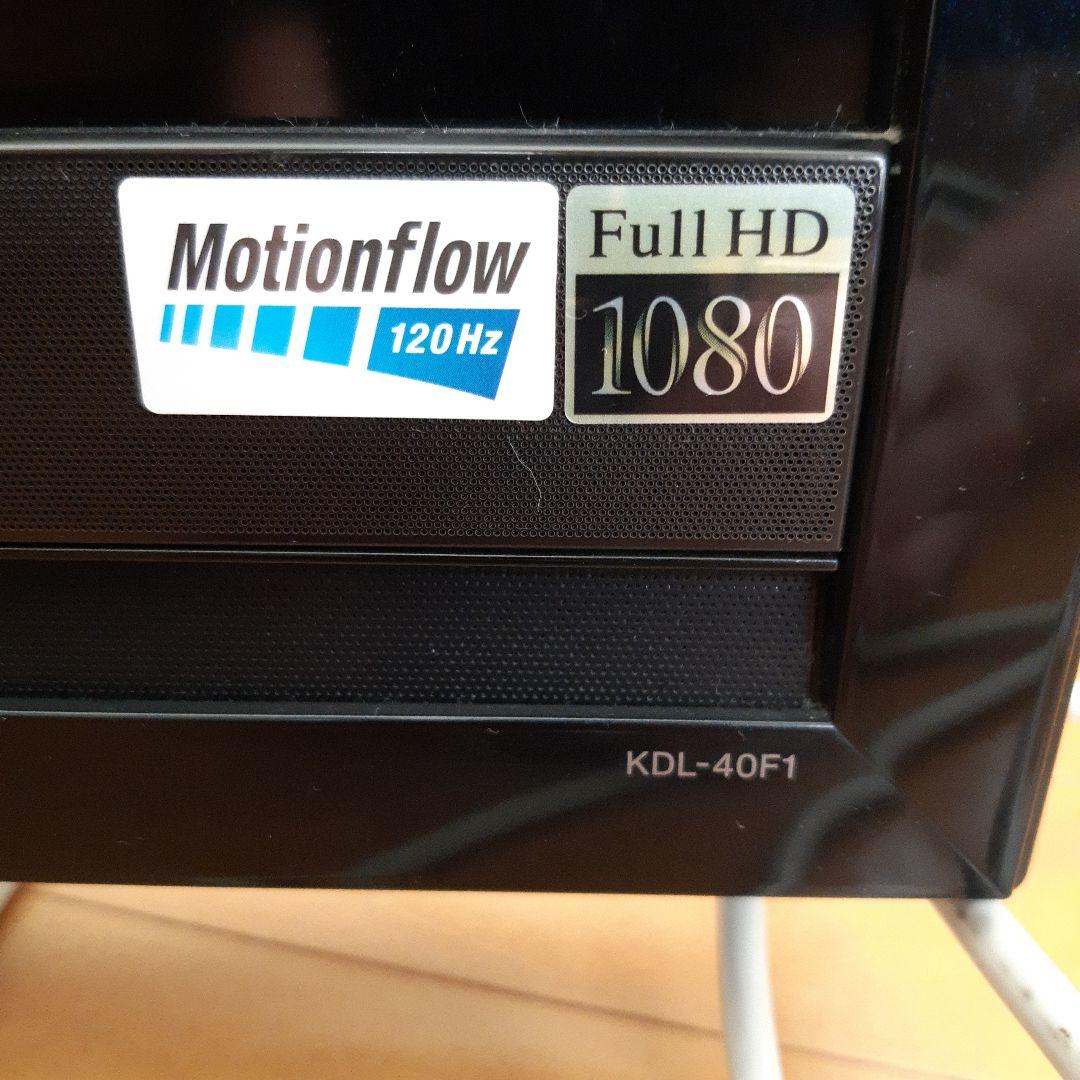 Motionflow
120Hz
Full HD
1080
KDL-40F1